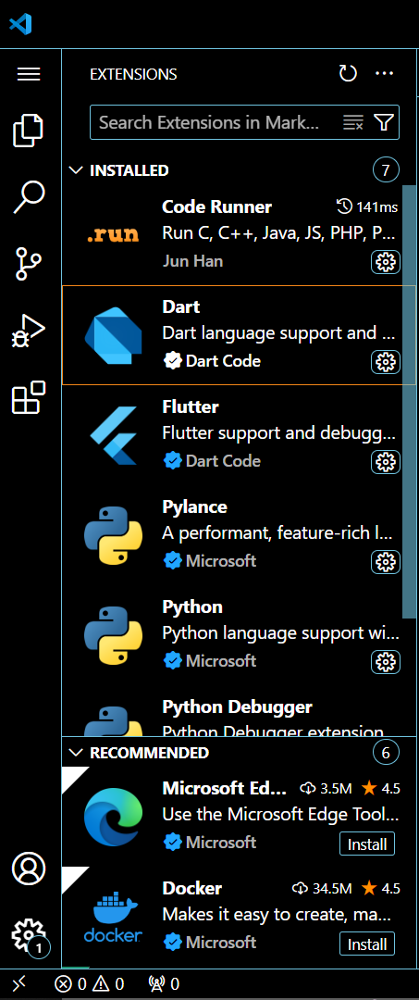 EXTENSIONS
Search Extensions in Mark...
INSTALLED 7
.run
Code Runner 141ms
Run C, C++, Java, JS, PHP, P...
Jun Han
Dart
Dart language support and ...
Dart Code
Flutter
Flutter support and debugg...
Dart Code
Pylance
A performant, feature-rich l...
Microsoft
Python
Python language support wi...
Microsoft
Python Debugger
Python Debugger extension
RECOMMENDED 6
Microsoft Ed... 3.5M 4.5
Use the Microsoft Edge Tool...
Microsoft
Install
Docker 34.5M 4.5
Makes it easy to create, ma...
docker
Microsoft
Install
1
0 0 0